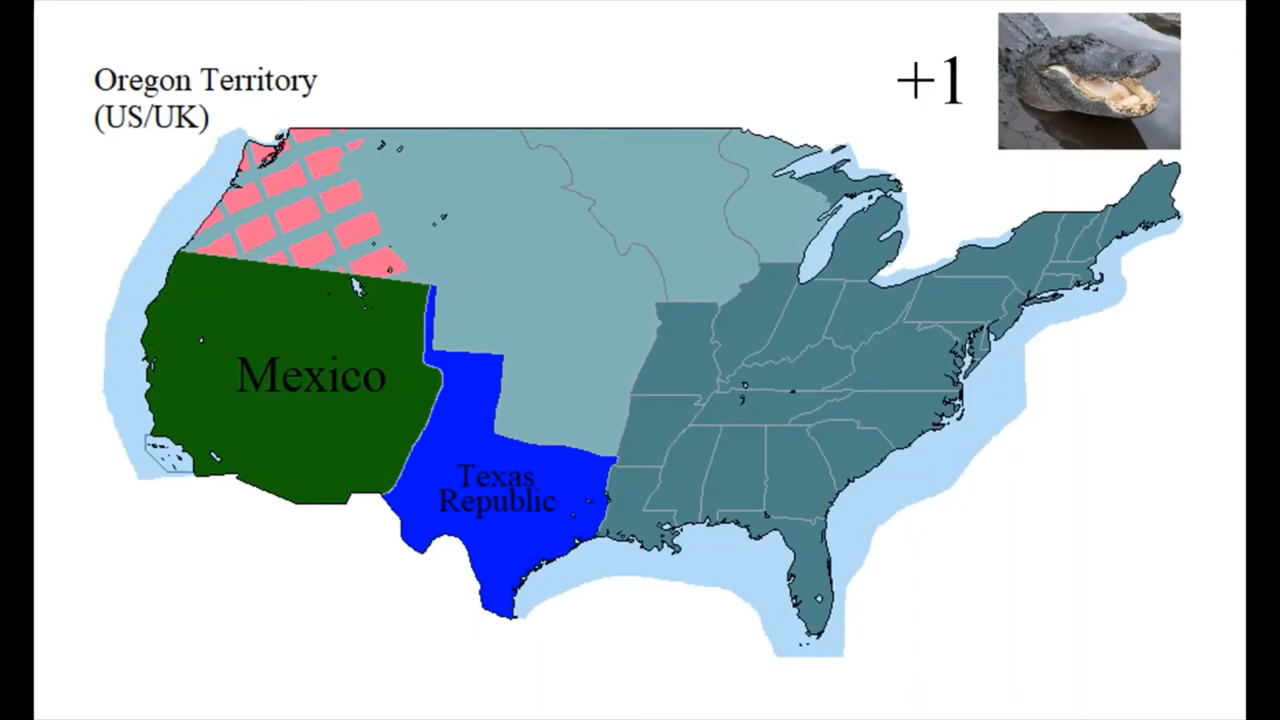 Oregon Territory
(US/UK)
+1
Mexico
Texas
Republic